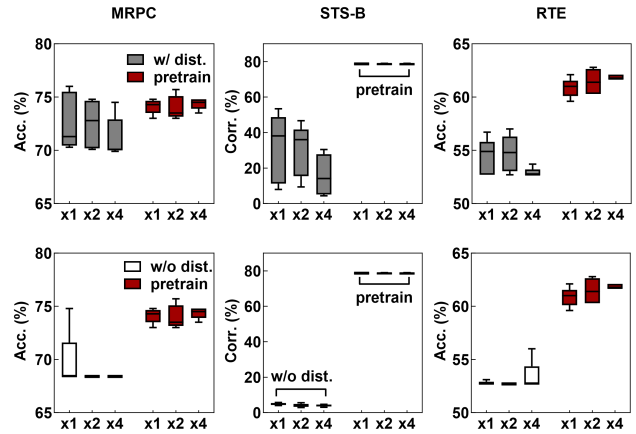 MRPC
STS-B
RTE
80
75
70
65
Acc. (%)
w/ dist.
pretrain
x1 x2 x4 x1 x2 x4
100
80
60
40
20
0
Corr. (%)
pretrain
x1 x2 x4 x1 x2 x4
65
60
55
50
Acc. (%)
x1 x2 x4 x1 x2 x4
80
75
70
65
Acc. (%)
w/o dist.
pretrain
x1 x2 x4 x1 x2 x4
100
80
60
40
20
0
Corr. (%)
pretrain
w/o dist.
x1 x2 x4 x1 x2 x4
65
60
55
50
Acc. (%)
x1 x2 x4 x1 x2 x4